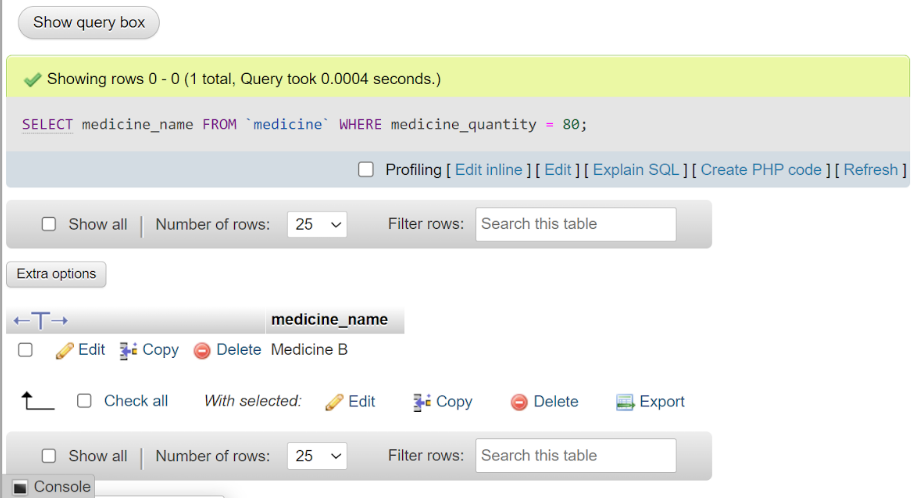 Show query box
Showing rows 0 - 0 (1 total, Query took 0.0004 seconds.)
SELECT medicine_name FROM `medicine` WHERE medicine_quantity = 80;
Profiling [ Edit inline ] [ Edit ] [ Explain SQL ] [ Create PHP code ] [ Refresh ]
Show all | Number of rows: 25 Filter rows: Search this table
Extra options
←T→ medicine_name
Edit Copy Delete Medicine B
Check all With selected: Edit Copy Delete Export
Show all | Number of rows: 25 Filter rows: Search this table
Console